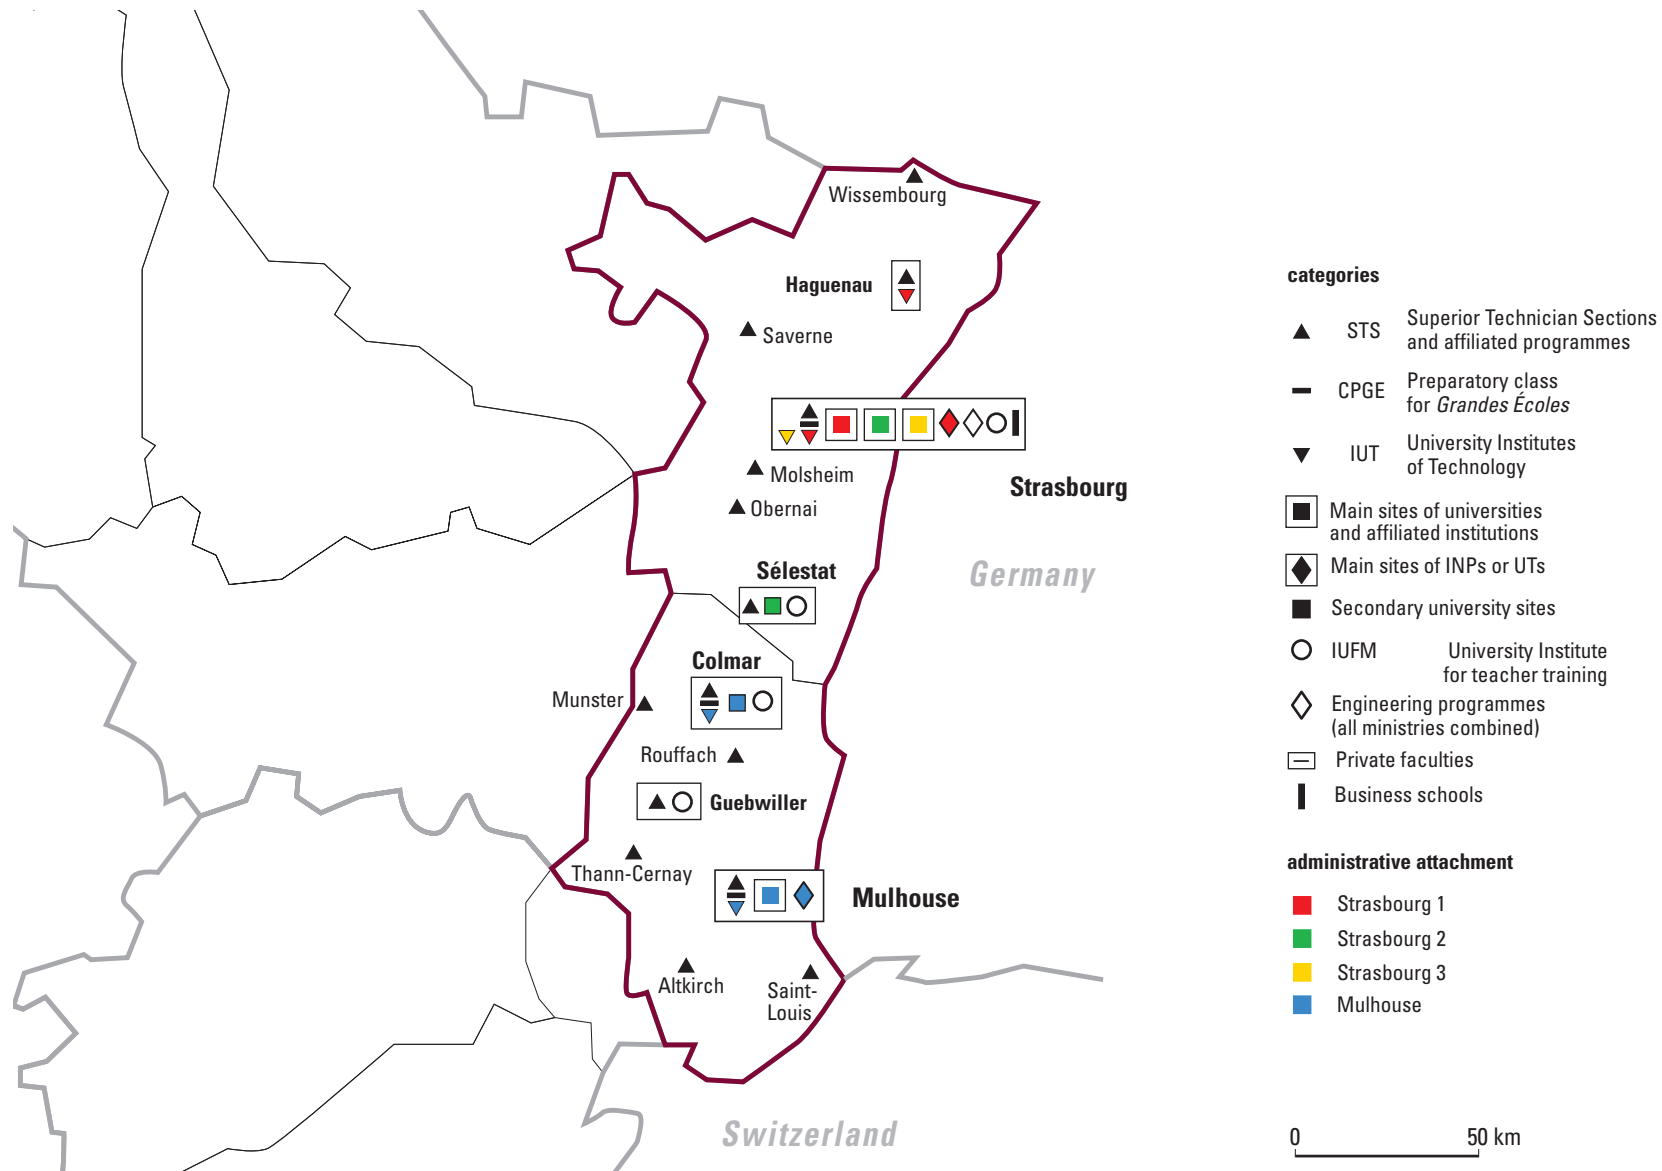 Wissembourg
Haguenau
Saverne
Molsheim
Strasbourg
Obernai
Sélestat
Germany
Colmar
Munster
Rouffach
Guebwiller
Thann-Cernay
Mulhouse
Altkirch
Saint-
Louis
Switzerland
categories
STS
Superior Technician Sections
and affiliated programmes
CPGE
Preparatory class
for Grandes Écoles
IUT
University Institutes
of Technology
Main sites of universities
and affiliated institutions
Main sites of INPs or UTs
Secondary university sites
IUFM
University Institute
for teacher training
Engineering programmes
(all ministries combined)
Private faculties
Business schools
administrative attachment
Strasbourg 1
Strasbourg 2
Strasbourg 3
Mulhouse
0 50 km